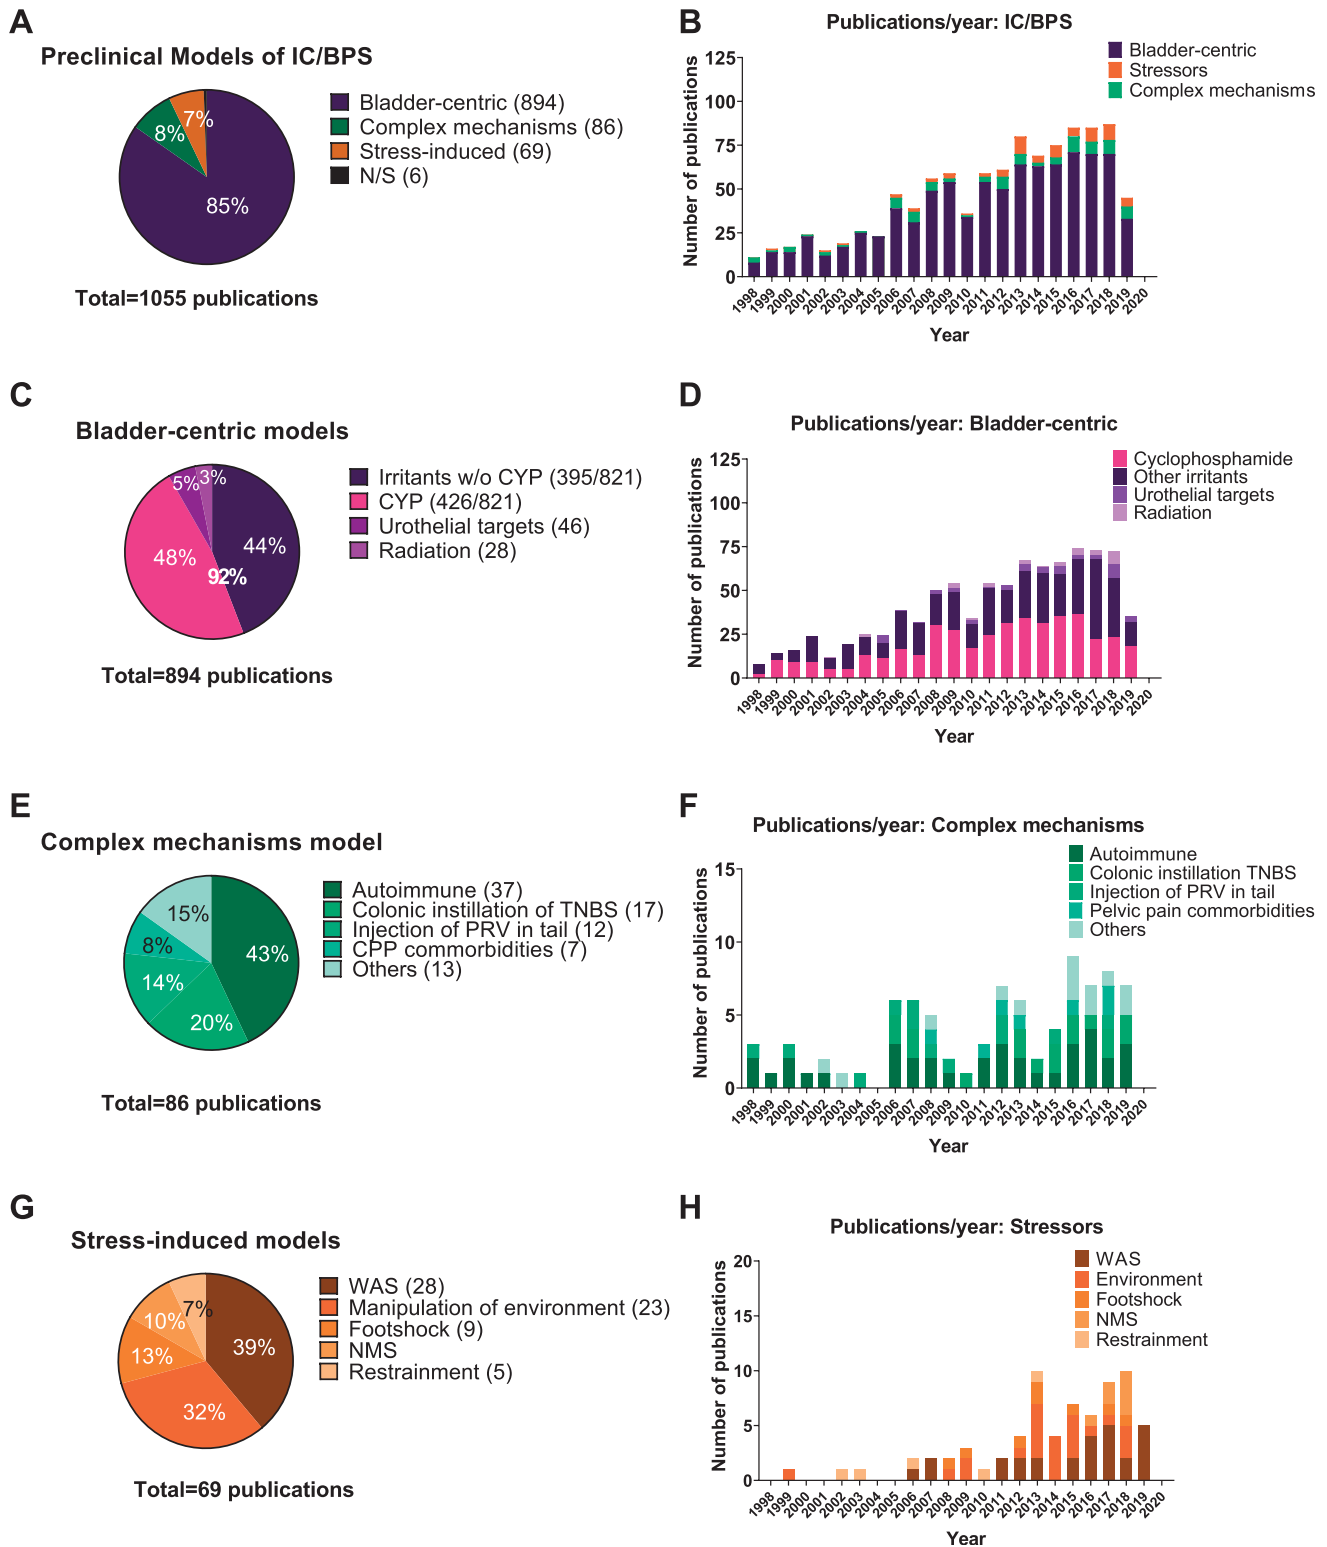 A
Preclinical Models of IC/BPS
7%
8%
85%
Bladder-centric (894)
Complex mechanisms (86)
Stress-induced (69)
N/S (6)
Total=1055 publications
B
Publications/year: IC/BPS
Bladder-centric
Stressors
Complex mechanisms
Number of publications
125
100
75
50
25
0
1998 1999 2000 2001 2002 2003 2004 2005 2006 2007 2008 2009 2010 2011 2012 2013 2014 2015 2016 2017 2018 2019 2020
Year
C
Bladder-centric models
5% 3%
48%
44%
92%
Irritants w/o CYP (395/821)
CYP (426/821)
Urothelial targets (46)
Radiation (28)
Total=894 publications
D
Publications/year: Bladder-centric
Cyclophosphamide
Other irritants
Urothelial targets
Radiation
Number of publications
125
100
75
50
25
0
1998 1999 2000 2001 2002 2003 2004 2005 2006 2007 2008 2009 2010 2011 2012 2013 2014 2015 2016 2017 2018 2019 2020
Year
E
Complex mechanisms model
15%
8%
43%
14%
20%
Autoimmune (37)
Colonic instillation of TNBS (17)
Injection of PRV in tail (12)
CPP commorbidities (7)
Others (13)
Total=86 publications
F
Publications/year: Complex mechanisms
Autoimmune
Colonic instillation TNBS
Injection of PRV in tail
Pelvic pain commorbidities
Others
Number of publications
15
10
5
0
1998 1999 2000 2001 2002 2003 2004 2005 2006 2007 2008 2009 2010 2011 2012 2013 2014 2015 2016 2017 2018 2019 2020
Year
G
Stress-induced models
7%
10%
13%
39%
32%
WAS (28)
Manipulation of environment (23)
Footshock (9)
NMS
Restrainment (5)
Total=69 publications
H
Publications/year: Stressors
WAS
Environment
Footshock
NMS
Restrainment
Number of publications
20
15
10
5
0
1998 1999 2000 2001 2002 2003 2004 2005 2006 2007 2008 2009 2010 2011 2012 2013 2014 2015 2016 2017 2018 2019 2020
Year